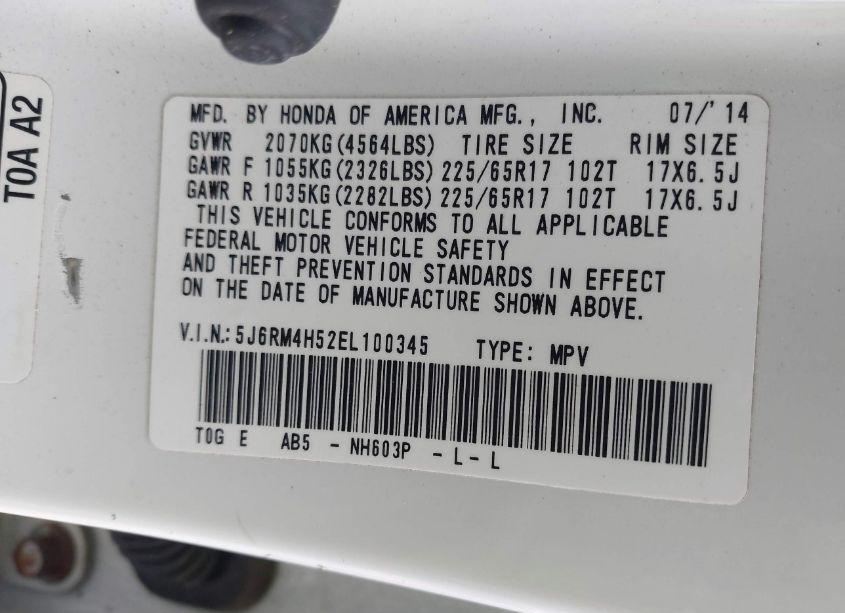 T0A A2
MFD. BY HONDA OF AMERICA MFG., INC. 07/'14
GVWR 2070KG(4564LBS) TIRE SIZE RIM SIZE
GAWR F 1055KG(2326LBS) 225/65R17 102T 17X6.5J
GAWR R 1035KG(2282LBS) 225/65R17 102T 17X6.5J
THIS VEHICLE CONFORMS TO ALL APPLICABLE
FEDERAL MOTOR VEHICLE SAFETY
AND THEFT PREVENTION STANDARDS IN EFFECT
ON THE DATE OF MANUFACTURE SHOWN ABOVE.
V.I.N.: 5J6RM4H52EL100345 TYPE: MPV
T0G E AB5 - NH603P - L - L